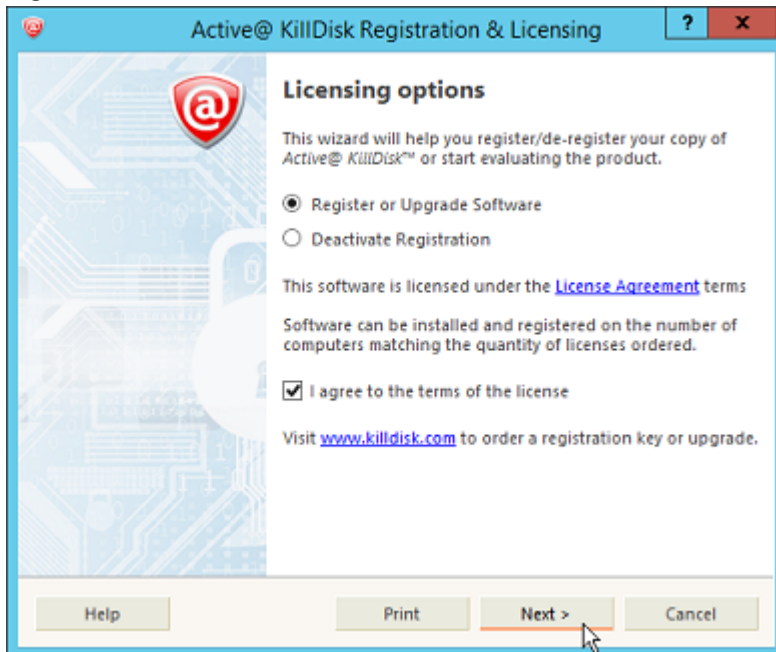 Active@ KillDisk Registration & Licensing
? x
@
Licensing options
This wizard will help you register/de-register your copy of
Active@ KillDisk™ or start evaluating the product.
Register or Upgrade Software
Deactivate Registration
This software is licensed under the License Agreement terms
Software can be installed and registered on the number of
computers matching the quantity of licenses ordered.
I agree to the terms of the license
Visit www.killdisk.com to order a registration key or upgrade.
Help Print Next > Cancel